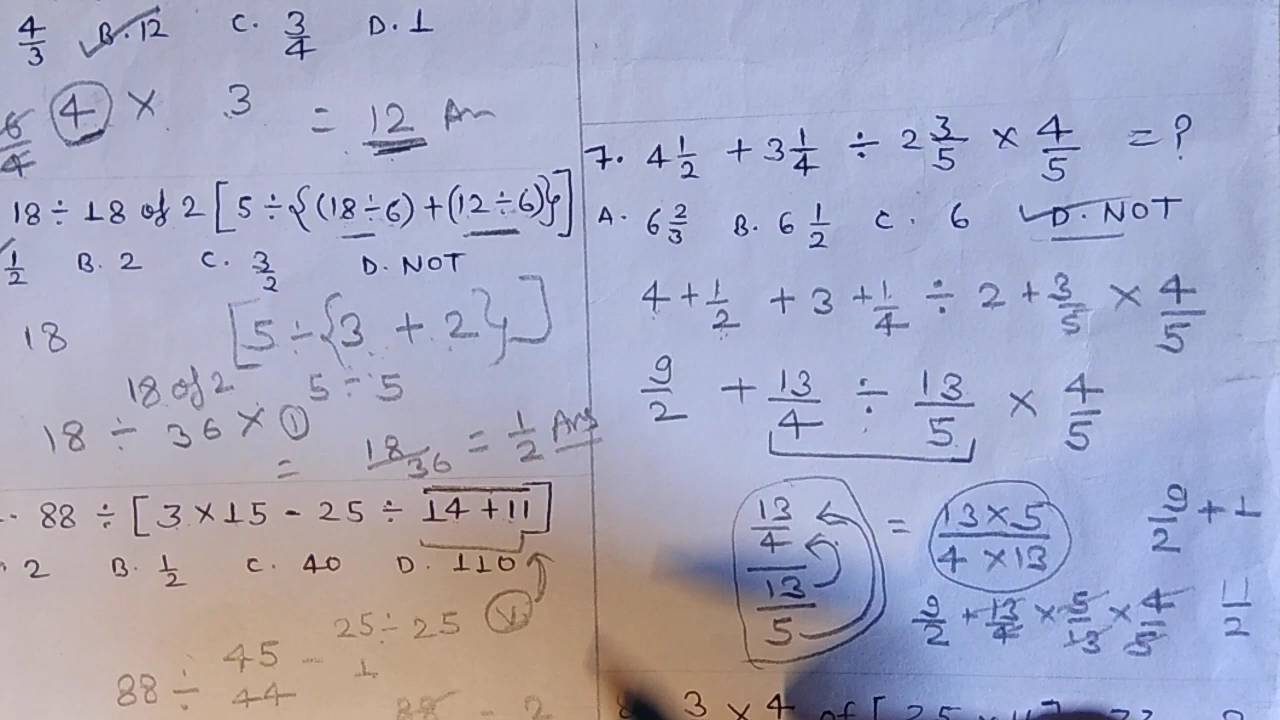 4/3 B. 12 C. 3/4 D. 1
4 × 3 = 12 An
18 ÷ 18 of 2 [ 5 ÷ { (18 ÷ 6) + (12 ÷ 6) } ]
1/2 B. 2 C. 3/2 D. NOT
18 [ 5 ÷ { 3 + 2 } ]
18 of 2 5 ÷ 5
18 ÷ 36 × 1
= 18/36 = 1/2 Ans
88 ÷ [ 3 × 15 - 25 ÷ 14 + 11 ]
2 B. 1/2 C. 40 D. 110
25 ÷ 25 V
88 ÷ 45 - 1
44
88 = 2
7. 4 1/2 + 3 1/4 ÷ 2 3/5 × 4/5 = ?
A. 6 2/3 B. 6 1/2 C. 6 D. NOT
4 + 1/2 + 3 + 1/4 ÷ 2 + 3/5 × 4/5
9/2 + 13/4 ÷ 13/5 × 4/5
13/4 / 13/5 = 13 × 5 / 4 × 13 9/2 + 1
9/2 + 13/4 × 5/13 × 4/5 11/2
3 × 4 of [ 25